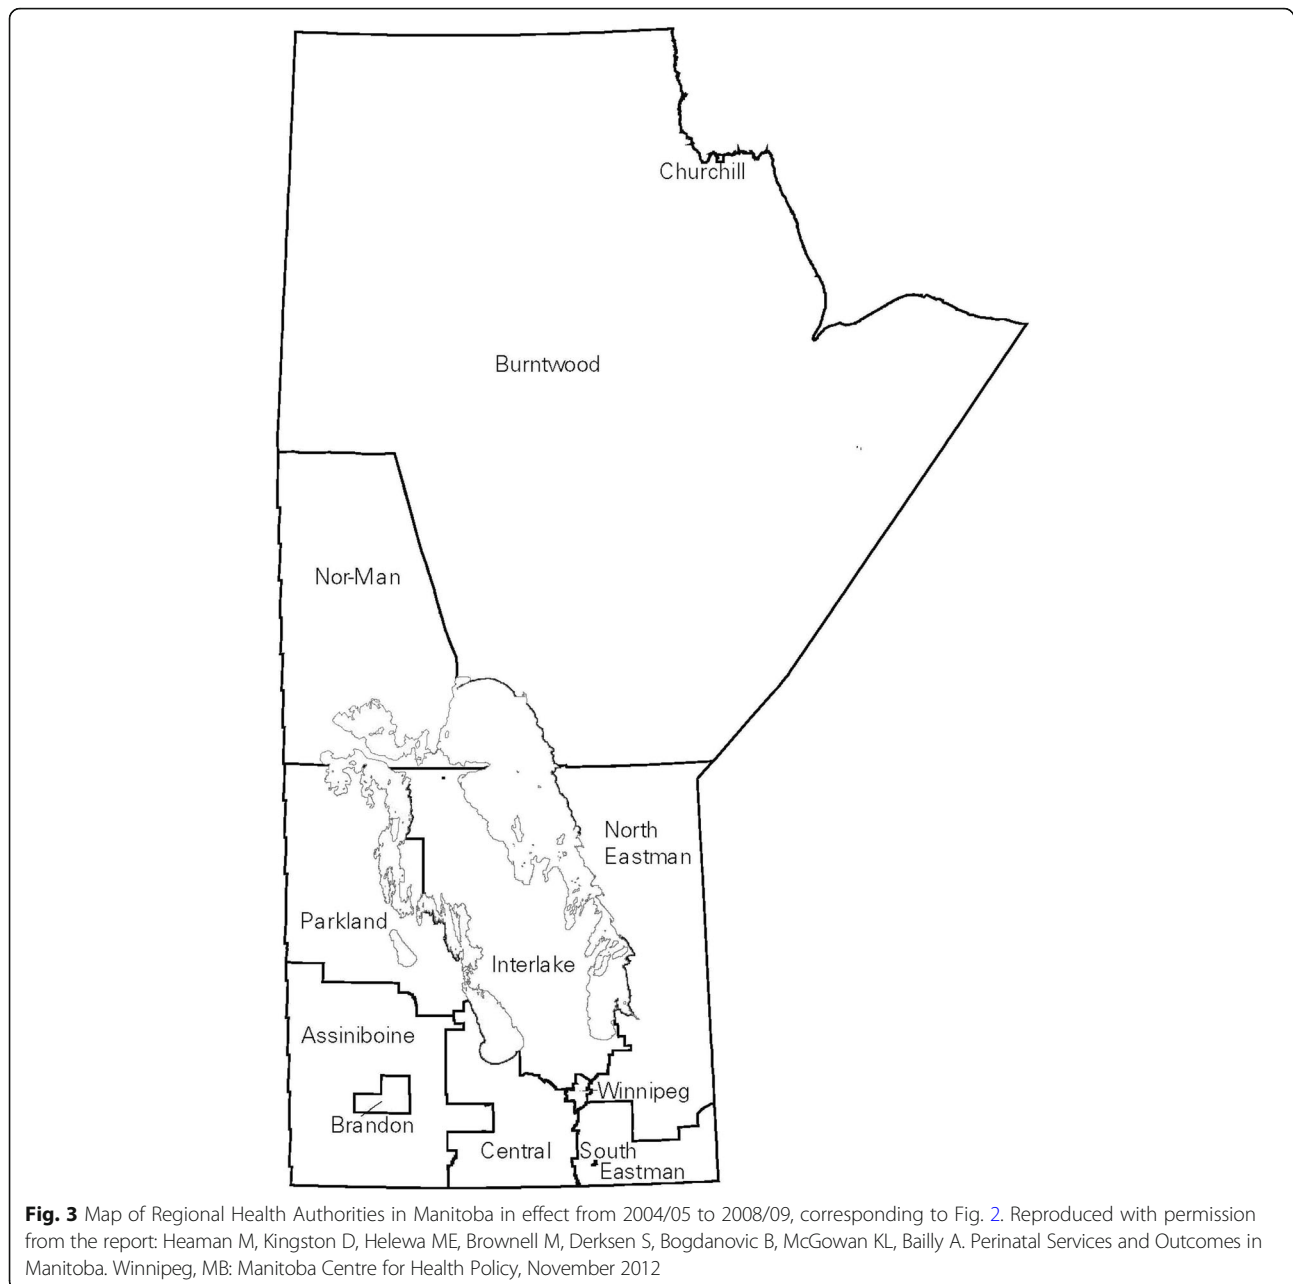 Churchill
Burntwood
Nor-Man
North
Eastman
Parkland
Interlake
Assiniboine
Winnipeg
Brandon
Central
South
Eastman
Fig. 3 Map of Regional Health Authorities in Manitoba in effect from 2004/05 to 2008/09, corresponding to Fig. 2. Reproduced with permission
from the report: Heaman M, Kingston D, Helewa ME, Brownell M, Derksen S, Bogdanovic B, McGowan KL, Bailly A. Perinatal Services and Outcomes in
Manitoba. Winnipeg, MB: Manitoba Centre for Health Policy, November 2012